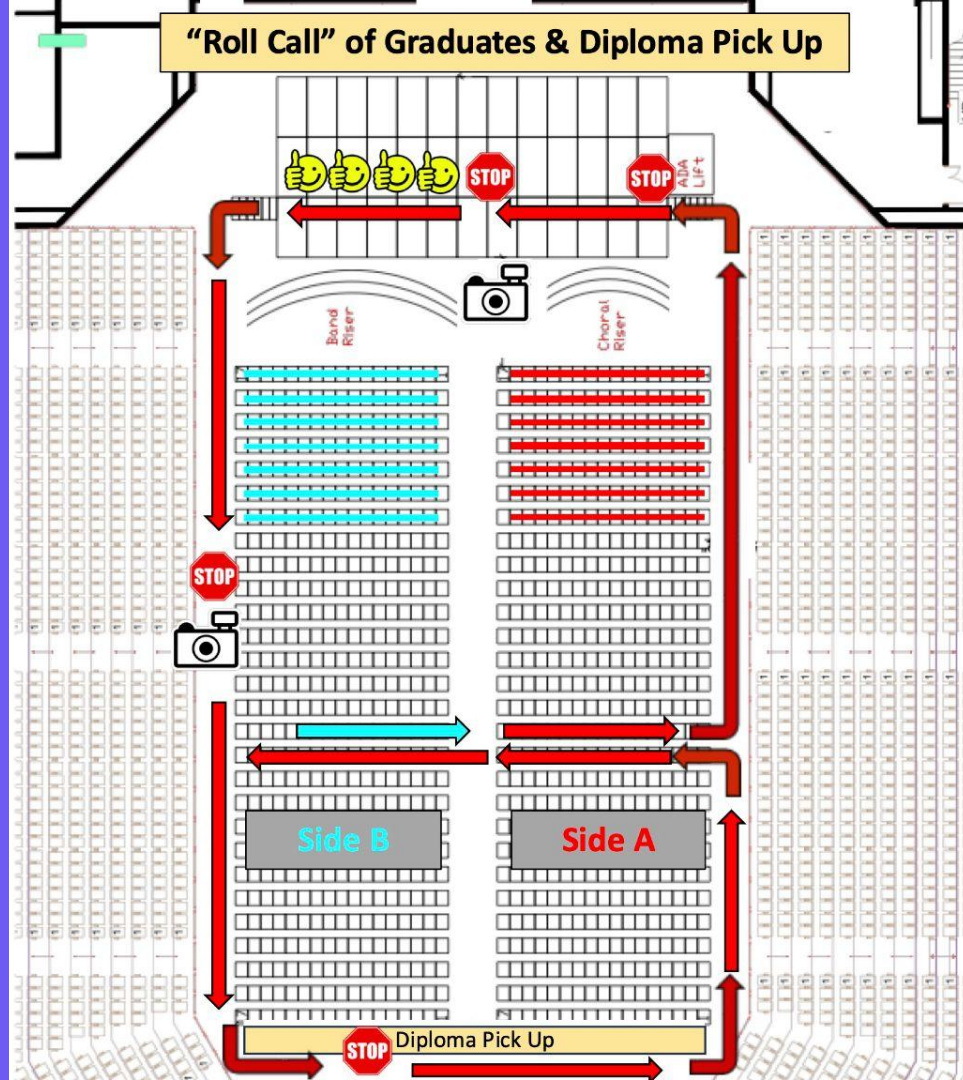 “Roll Call” of Graduates & Diploma Pick Up
STOP
STOP
ADA
Lift
Band
Riser
Choral
Riser
STOP
Side B
Side A
STOP
Diploma Pick Up